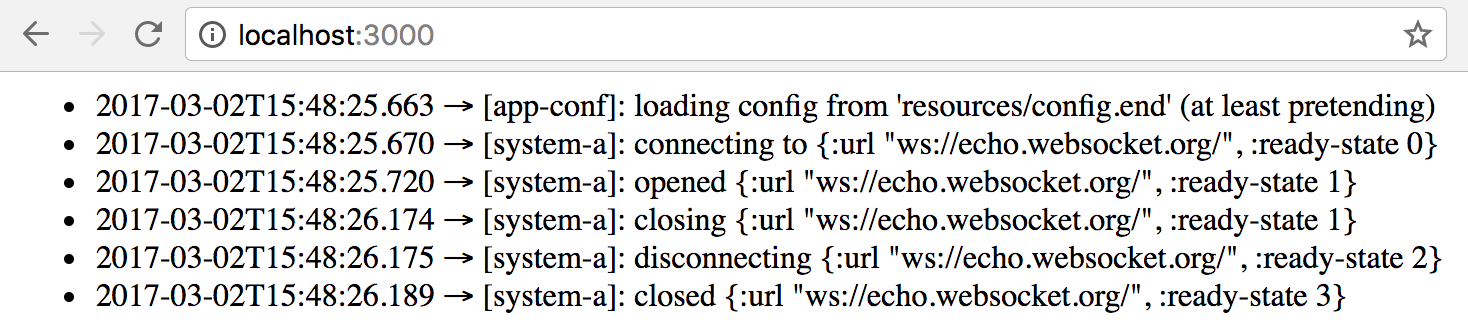 localhost:3000
• 2017-03-02T15:48:25.663 → [app-conf]: loading config from 'resources/config.end' (at least pretending)
• 2017-03-02T15:48:25.670 → [system-a]: connecting to {:url "ws://echo.websocket.org/", :ready-state 0}
• 2017-03-02T15:48:25.720 → [system-a]: opened {:url "ws://echo.websocket.org/", :ready-state 1}
• 2017-03-02T15:48:26.174 → [system-a]: closing {:url "ws://echo.websocket.org/", :ready-state 1}
• 2017-03-02T15:48:26.175 → [system-a]: disconnecting {:url "ws://echo.websocket.org/", :ready-state 2}
• 2017-03-02T15:48:26.189 → [system-a]: closed {:url "ws://echo.websocket.org/", :ready-state 3}